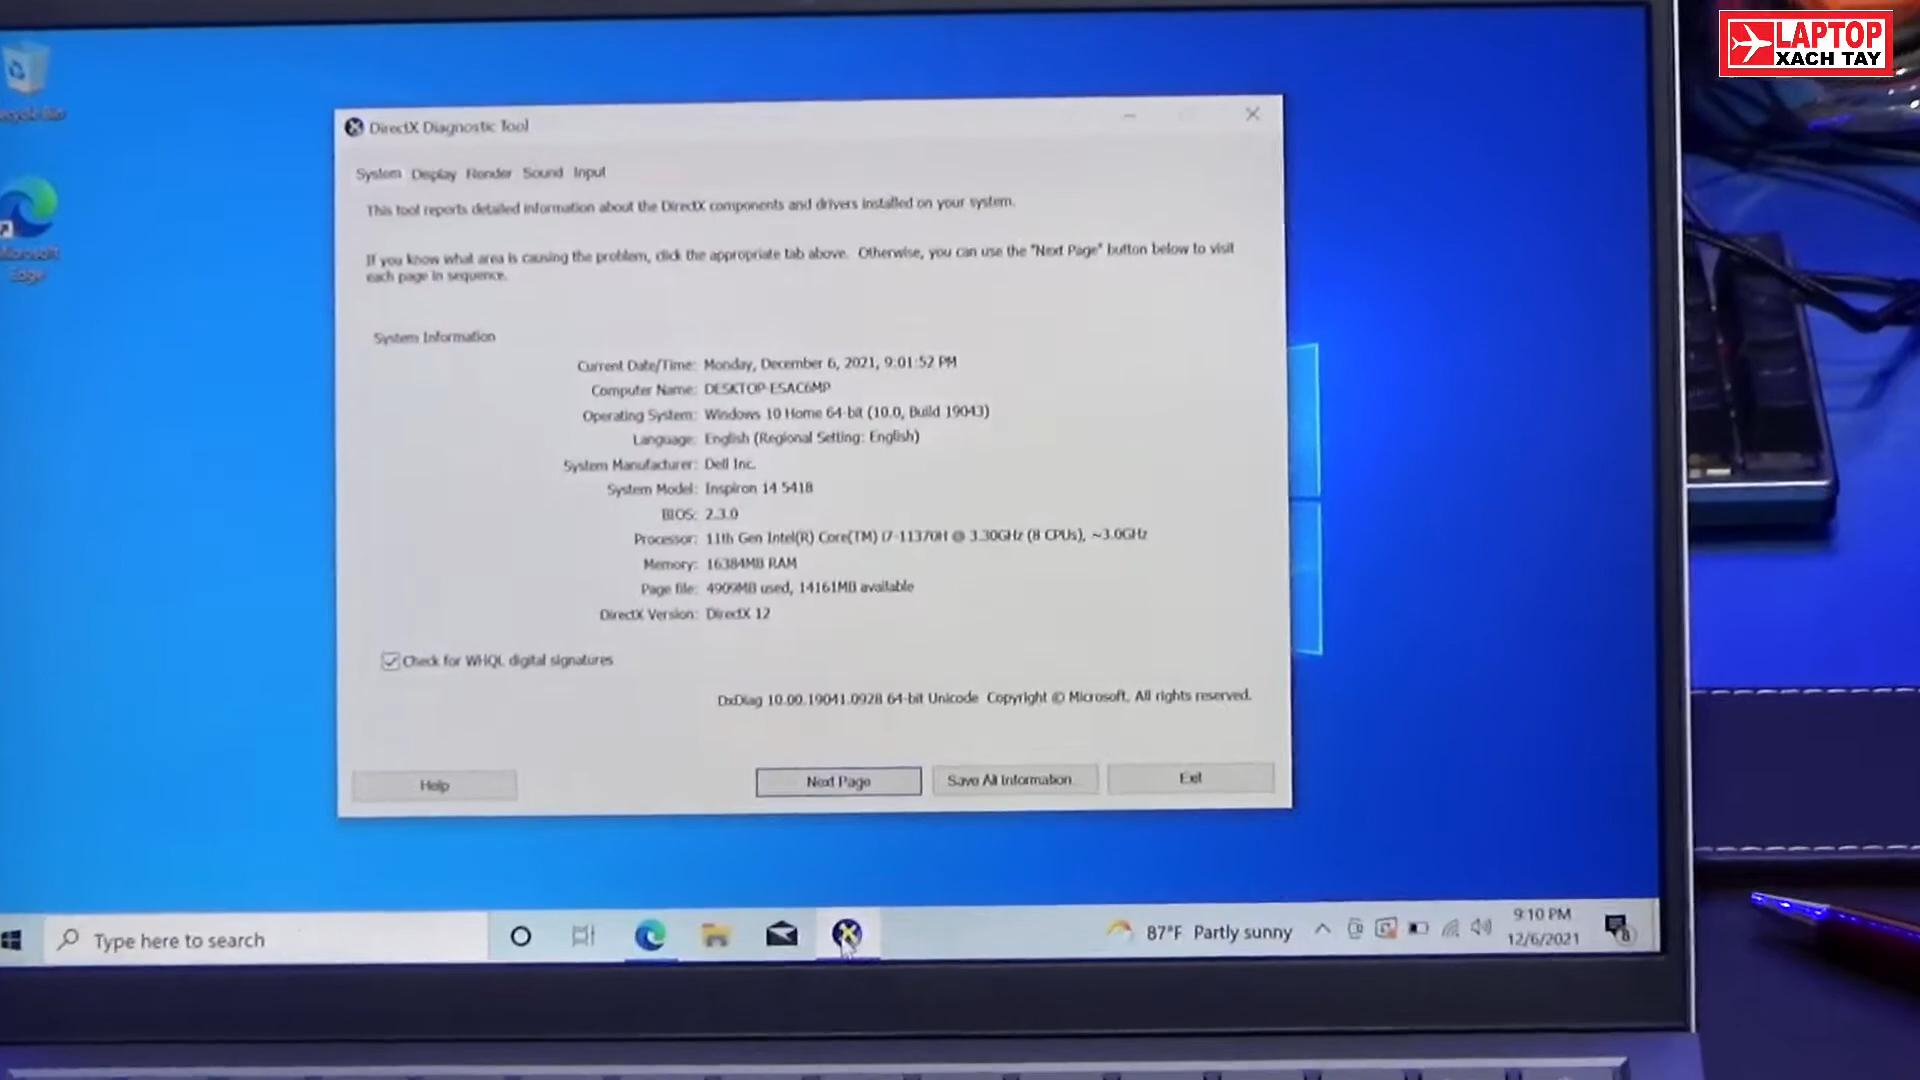 LAPTOP
XACH TAY
DirectX Diagnostic Tool
System Display Render Sound Input
This tool reports detailed information about the DirectX components and drivers installed on your system.
If you know what area is causing the problem, click the appropriate tab above. Otherwise, you can use the "Next Page" button below to visit
each page in sequence.
System Information
Current Date/Time: Monday, December 6, 2021, 9:01:52 PM
Computer Name: DESKTOP-ESAC6MP
Operating System: Windows 10 Home 64-bit (10.0, Build 19043)
Language: English (Regional Setting: English)
System Manufacturer: Dell Inc.
System Model: Inspiron 14 5418
BIOS: 2.3.0
Processor: 11th Gen Intel(R) Core(TM) i7-11370H @ 3.30GHz (8 CPUs), ~3.0GHz
Memory: 16384MB RAM
Page file: 4909MB used, 14161MB available
DirectX Version: DirectX 12
Check for WHQL digital signatures
DxDiag 10.00.19041.0928 64-bit Unicode Copyright © Microsoft. All rights reserved.
Help
Next Page
Save All Information...
Exit
Microsoft
Edge
Type here to search
87°F Partly sunny
9:10 PM
12/6/2021
8